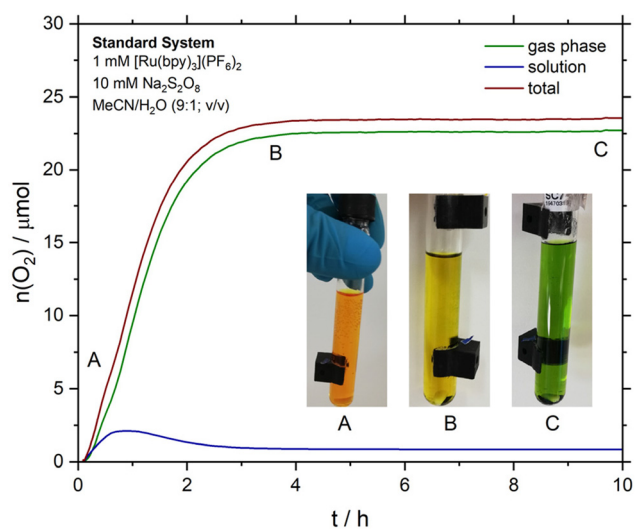 30
25
20
15
10
5
0
n(O₂) / μmol
Standard System
1 mM [Ru(bpy)₃](PF₆)₂
10 mM Na₂S₂O₈
MeCN/H₂O (9:1; v/v)
gas phase
solution
total
A
B
C
SC7
A
B
C
0
2
4
6
8
10
t / h